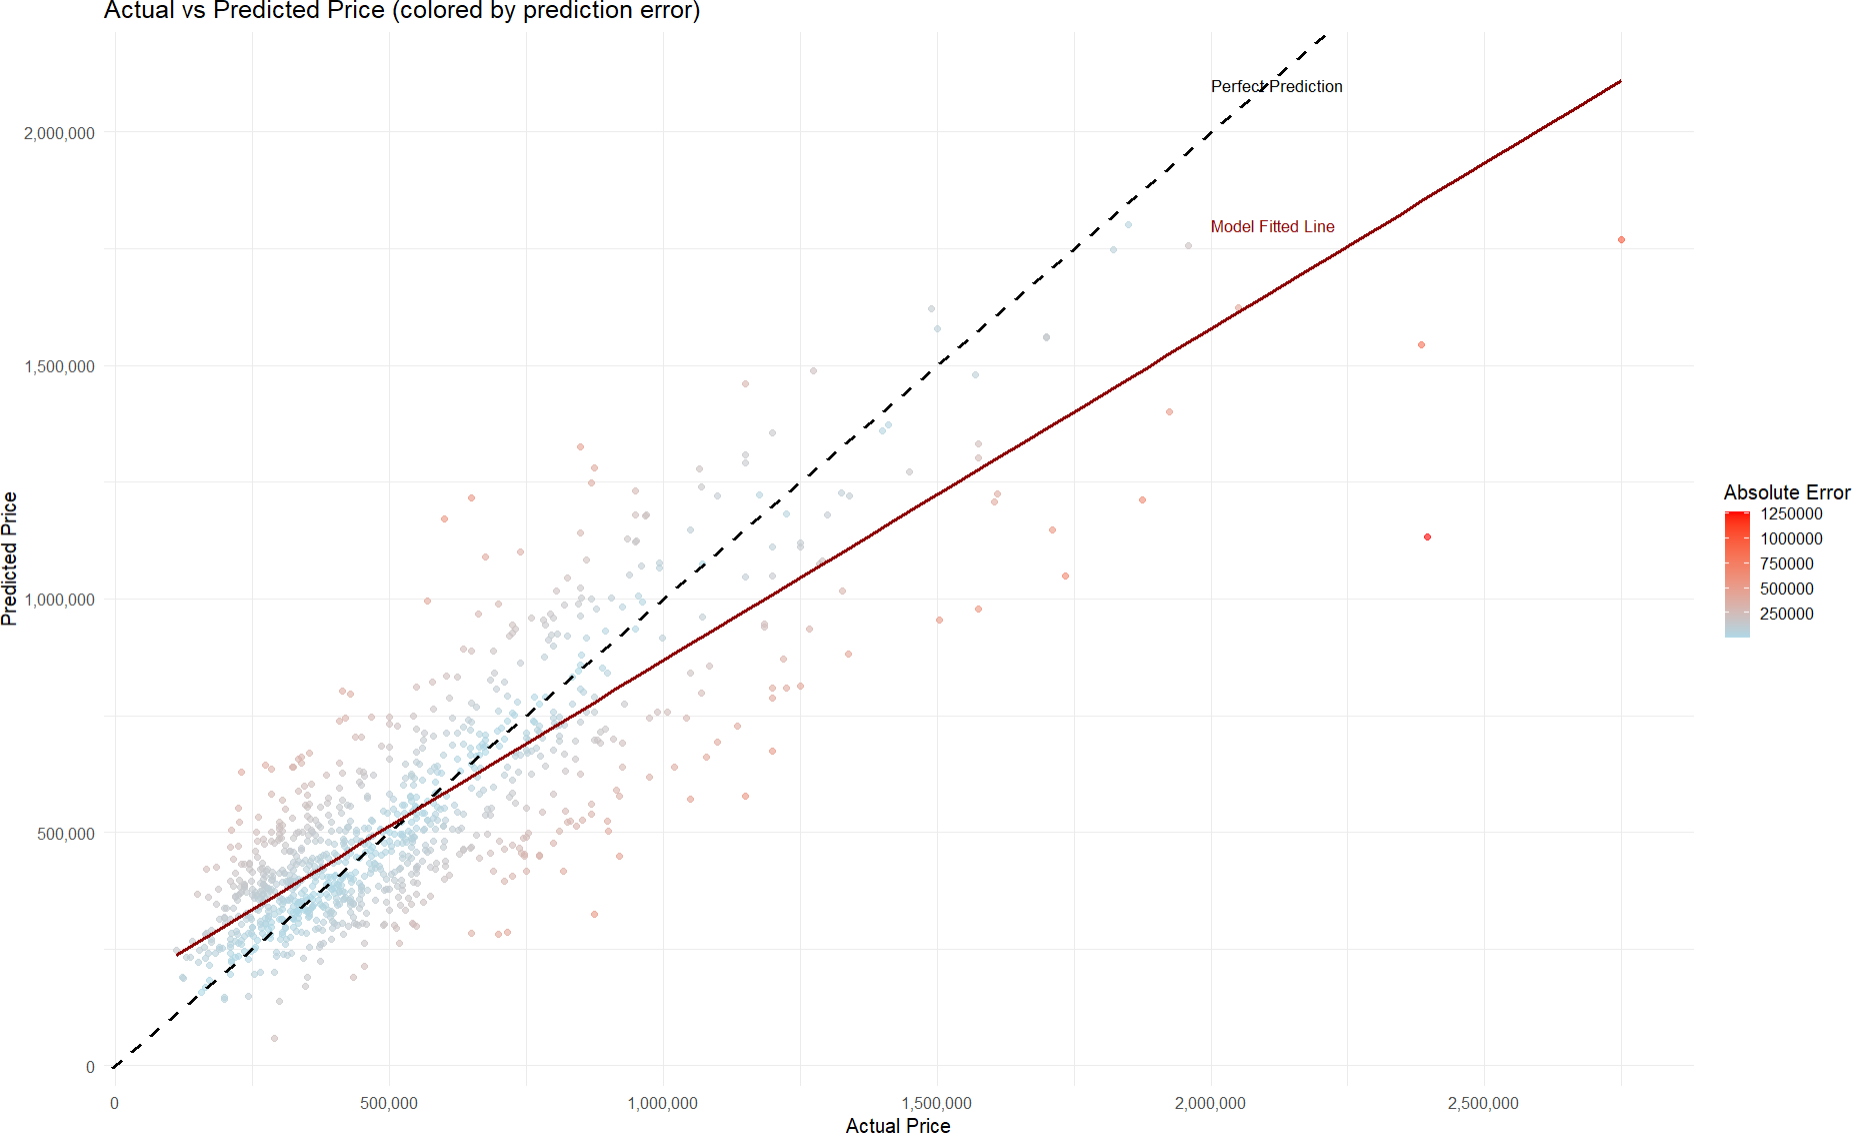 Actual vs Predicted Price (colored by prediction error)
Predicted Price
2,000,000
1,500,000
1,000,000
500,000
0
Perfect Prediction
Model Fitted Line
0
500,000
1,000,000
1,500,000
2,000,000
2,500,000
Actual Price
Absolute Error
1250000
1000000
750000
500000
250000